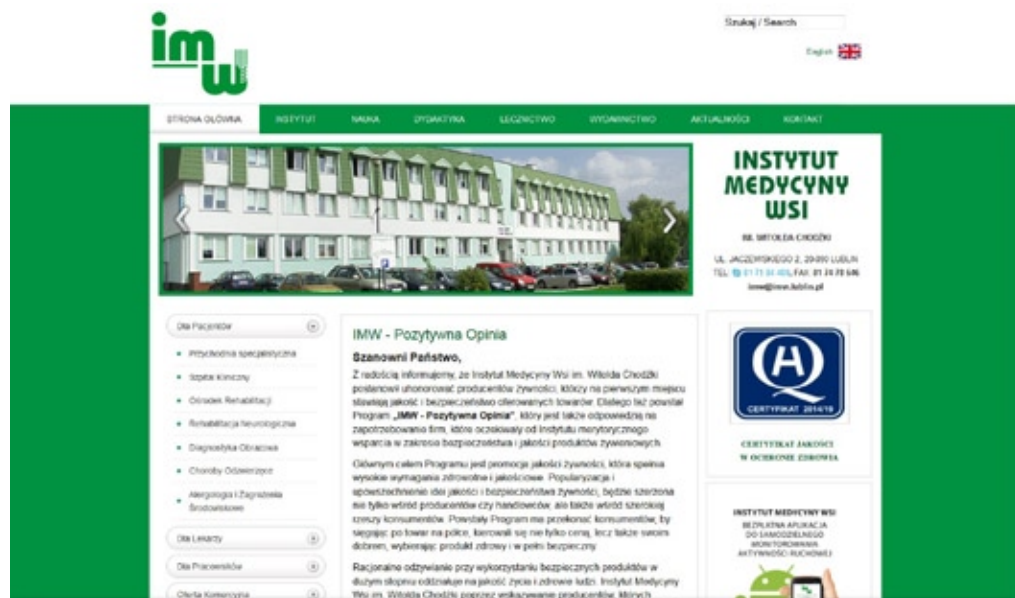 imw
Szukaj / Search
English
STRONA GŁÓWNA INSTYTUT NAUKA DYDAKTYKA LECZNICTWO WYDAWNICTWO AKTUALNOŚCI KONTAKT
INSTYTUT
MEDYCYNY
WSI
IM. WITOLDA CHODŹKI
UL. JACZEWSKIEGO 2, 20-090 LUBLIN
imw@imw.lublin.pl
Dla Pacjentów
Przychodnia specjalistyczna
Szpital Kliniczny
Ośrodek Rehabilitacji
Rehabilitacja Neurologiczna
Diagnostyka Obrazowa
Choroby Odzwierzęce
Alergologia i Zagrożenia
Środowiskowe
Dla Lekarzy
Dla Pracowników
Oferta Komercyjna
IMW - Pozytywna Opinia
Szanowni Państwo,
Z radością informujemy, że Instytut Medycyny Wsi im. Witolda Chodźki
postanowił uhonorować producentów żywności, którzy na pierwszym miejscu
stawiają jakość i bezpieczeństwo oferowanych towarów. Dlatego też powstał
Program „IMW - Pozytywna Opinia", który jest także odpowiedzią na
zapotrzebowanie firm, które oczekiwały od Instytutu merytorycznego
wsparcia w zakresie bezpieczeństwa i jakości produktów żywieniowych.
Głównym celem Programu jest promocja jakości żywności, która spełnia
wysokie wymagania zdrowotne i jakościowe. Popularyzacja i
upowszechnienie idei jakości i bezpieczeństwa żywności, będzie szerzona
nie tylko wśród producentów czy handlowców, ale także wśród szerokiej
rzeszy konsumentów. Powstały Program ma przekonać konsumentów, by
sięgając po towar na półce, kierowali się nie tylko ceną, lecz także swoim
dobrem, wybierając produkt zdrowy i w pełni bezpieczny.
Racjonalne odżywianie przy wykorzystaniu bezpiecznych produktów w
dużym stopniu oddziałuje na jakość życia i zdrowie ludzi. Instytut Medycyny
Wsi im. Witolda Chodźki poprzez wskazywanie producentów, których
CERTYFIKAT 2014/19
CERTYFIKAT JAKOŚCI
W OCHRONIE ZDROWIA
INSTYTUT MEDYCYNY WSI
BEZPŁATNA APLIKACJA
DO SAMODZIELNEGO
MONITOROWANIA
AKTYWNOŚCI RUCHOWEJ